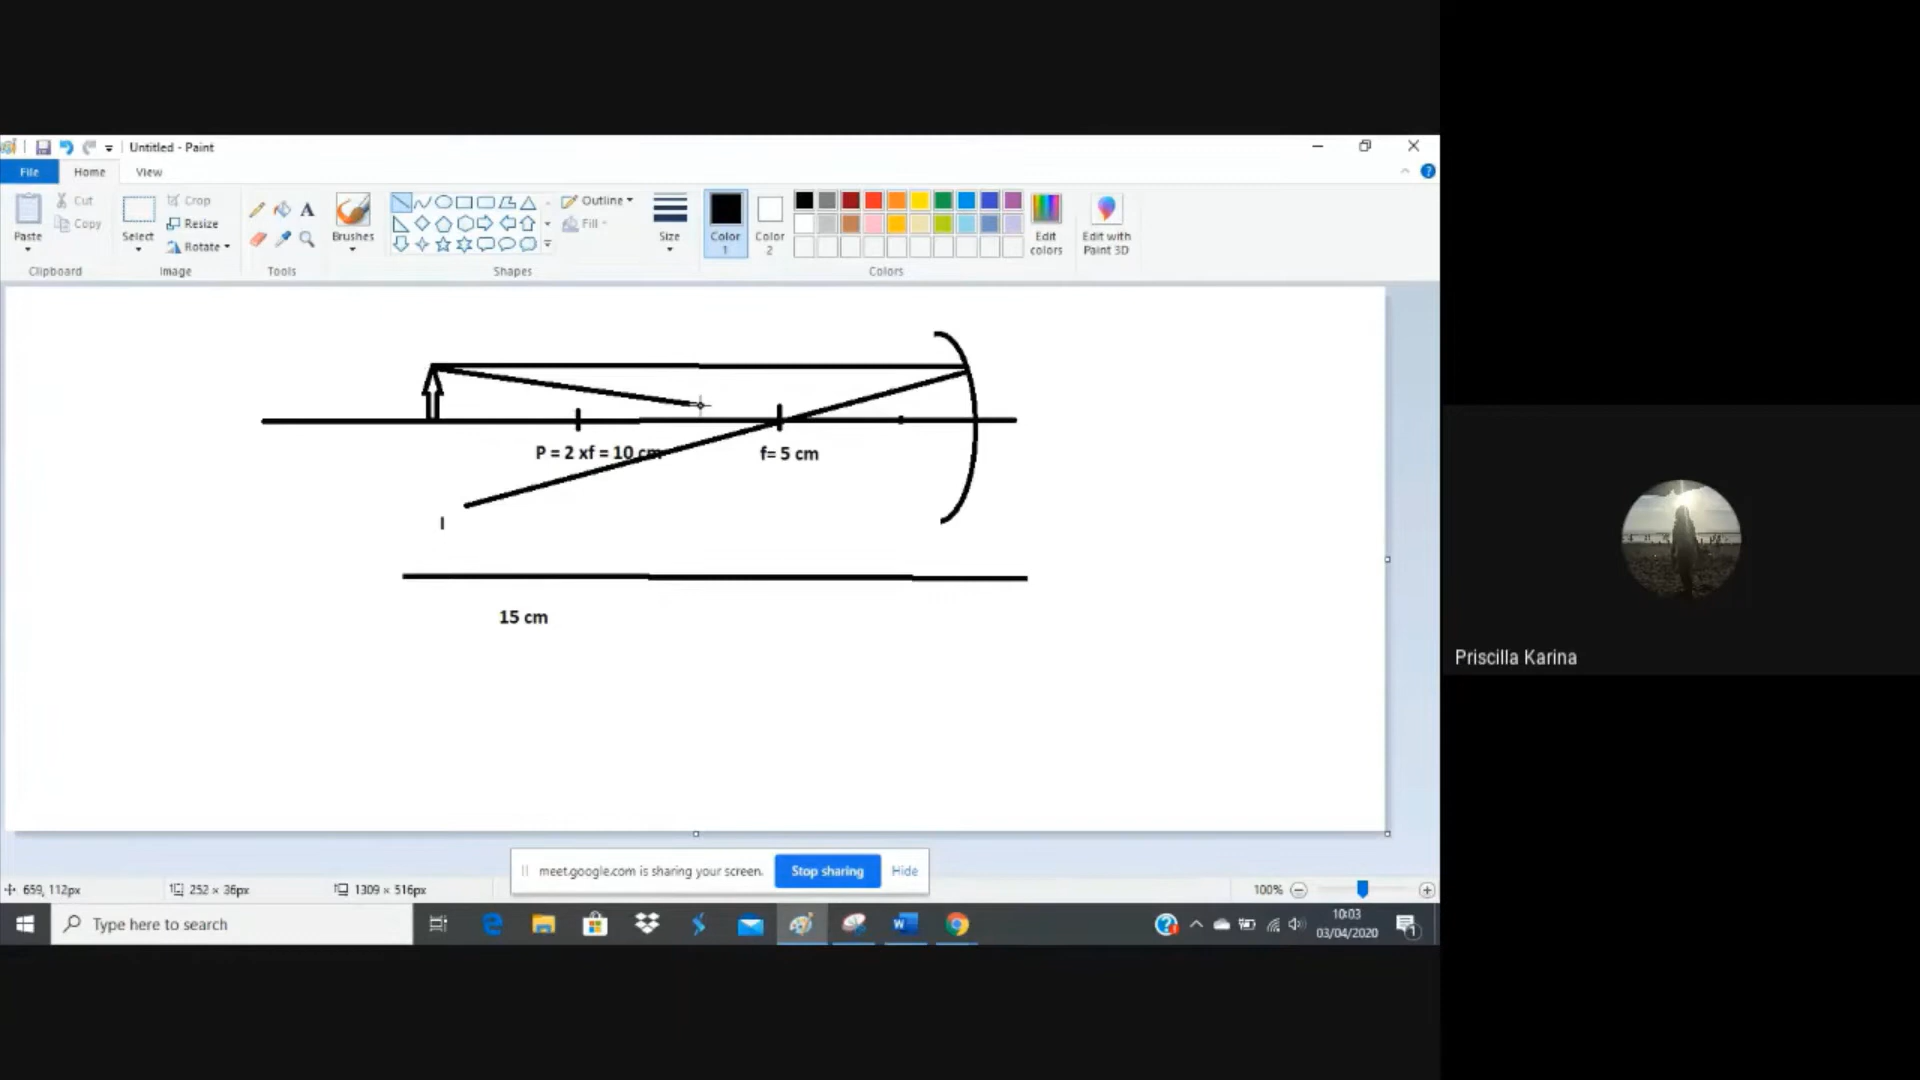 Untitled - Paint
File Home View
Paste
Cut
Copy
Clipboard
Select
Crop
Resize
Rotate
Image
A
Tools
Brushes
Outline
Fill
Shapes
Size
Color 1
Color 2
Edit colors
Edit with Paint 3D
Colors
P = 2 xf = 10 cm
f= 5 cm
I
15 cm
meet.google.com is sharing your screen. Stop sharing Hide
659, 112px 252 × 36px 1309 × 516px 100%
Type here to search
10:03
03/04/2020
Priscilla Karina